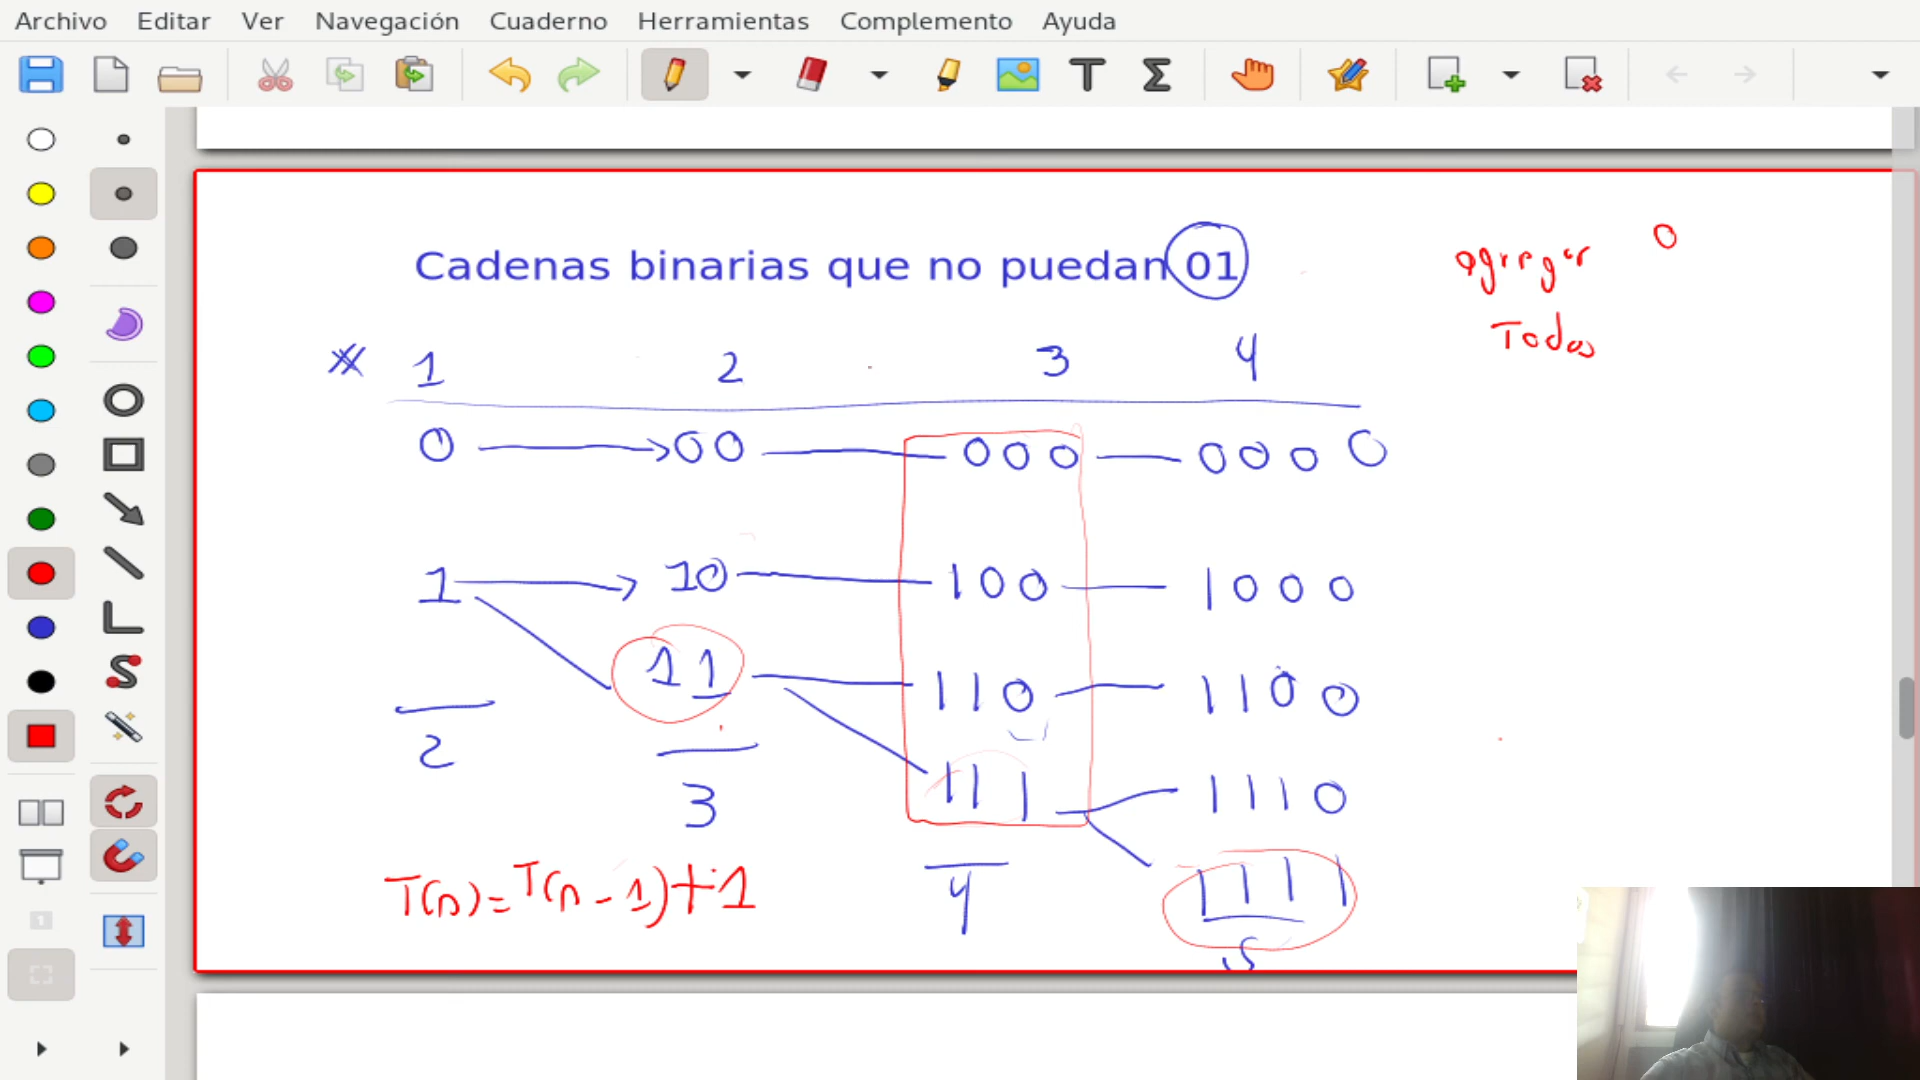 Archivo Editar Ver Navegación Cuaderno Herramientas Complemento Ayuda
Cadenas binarias que no puedan 01
agregar 0
Todos
1 2 3 4
0 00 000 0000
1 10 100 1000
11 110 1100
111 1110
1111
2 3 4 5
T(n)=T(n-1)+1